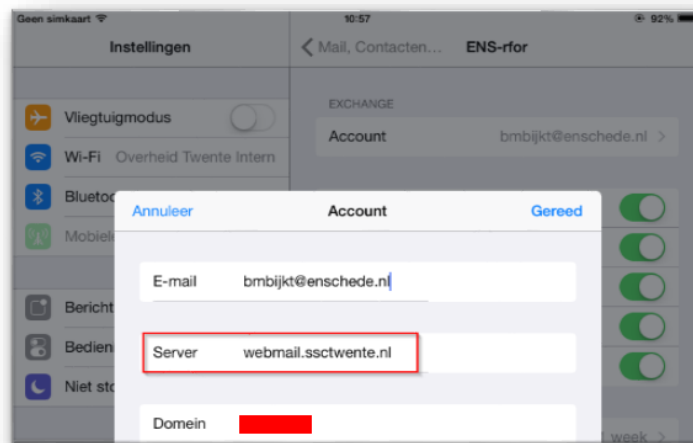 Geen simkaart 10:57 92%
Instellingen
Mail, Contacten... ENS-rfor
EXCHANGE
Vliegtuigmodus
Account bmbijkt@enschede.nl
Wi-Fi Overheid Twente Intern
Bluetoo
Annuleer Account Gereed
Mobiele
E-mail bmbijkt@enschede.nl
Bericht
Server webmail.ssctwente.nl
Bedien
Niet sto
Domein
1 week